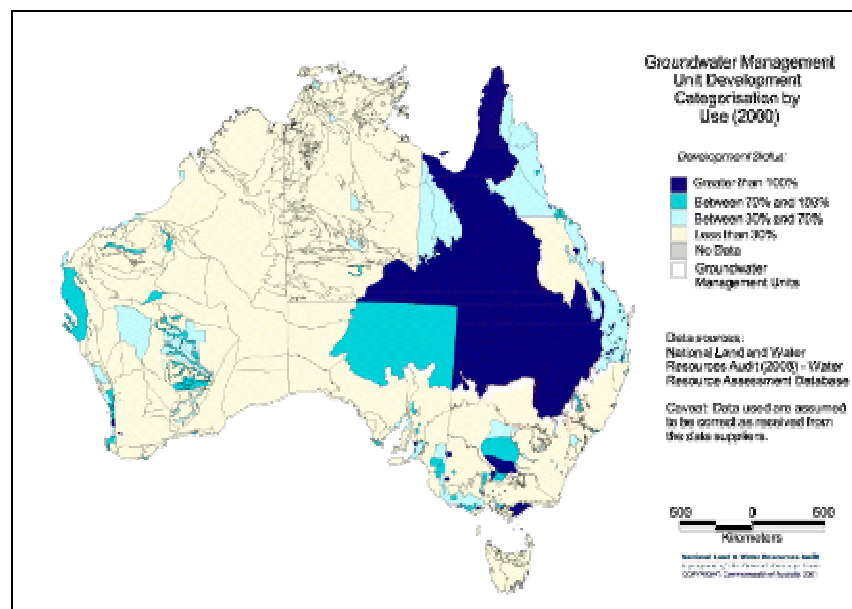 Groundwater Management
Unit Development
Categorisation by
Use (2000)
Development Status:
Greater than 100%
Between 70% and 100%
Between 30% and 70%
Less than 30%
No Data
Groundwater
Management Units
Data sources:
National Land and Water
Resources Audit (2000) - Water
Resource Assessment Database
Caveat: Data used are assumed
to be correct as received from
the data suppliers.
500 0 500
Kilometers
National Land & Water Resources Audit
COPYRIGHT Commonwealth of Australia 2001